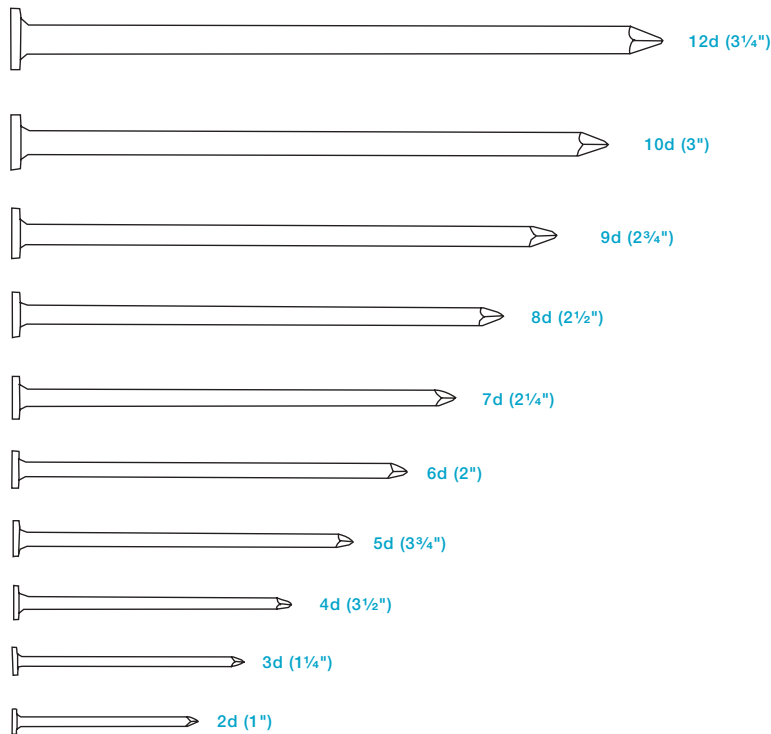 12d (3¼")
10d (3")
9d (2¾")
8d (2½")
7d (2¼")
6d (2")
5d (3¾")
4d (3½")
3d (1¼")
2d (1")